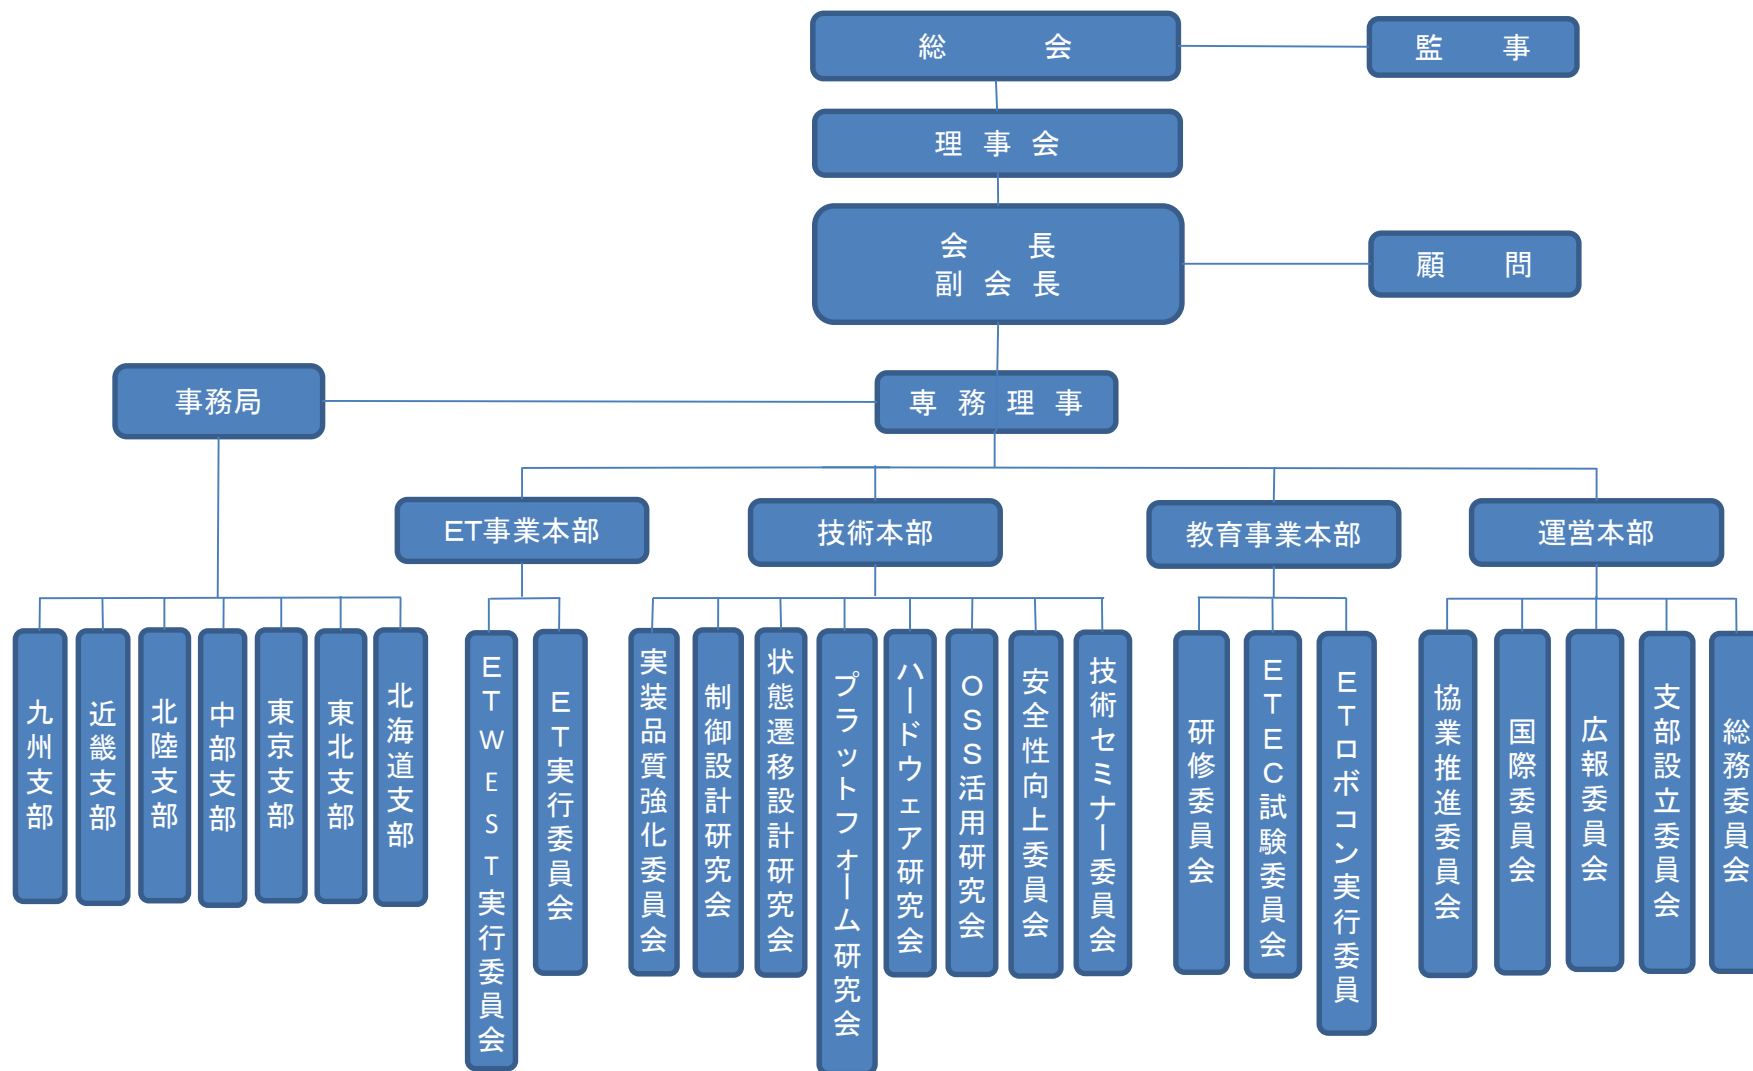 総　会
監　事
理 事 会
会　長
副 会 長
顧　問
事務局
専 務 理 事
ET事業本部
技術本部
教育事業本部
運営本部
九州支部
近畿支部
北陸支部
中部支部
東京支部
東北支部
北海道支部
ETWEST実行委員会
ET実行委員会
実装品質強化委員会
制御設計研究会
状態遷移設計研究会
プラットフォーム研究会
ハードウェア研究会
OSS活用研究会
安全性向上委員会
技術セミナー委員会
研修委員会
ETEC試験委員会
ETロボコン実行委員
協業推進委員会
国際委員会
広報委員会
支部設立委員会
総務委員会